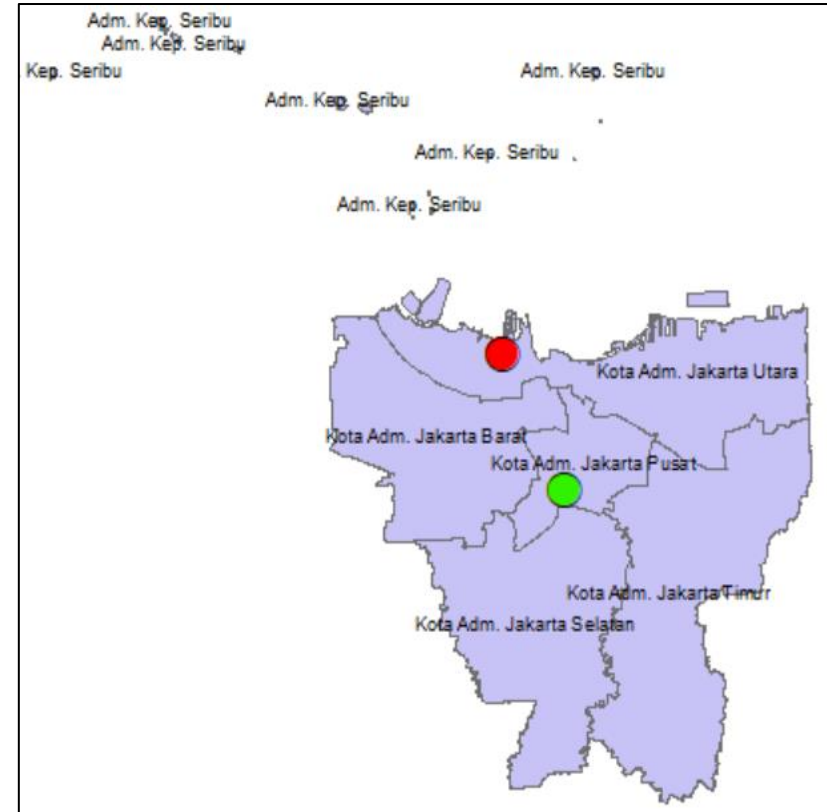 Adm. Kep. Seribu
Adm. Kep. Seribu
Kep. Seribu
Adm. Kep. Seribu
Adm. Kep. Seribu
Adm. Kep. Seribu
Adm. Kep. Seribu
Kota Adm. Jakarta Utara
Kota Adm. Jakarta Barat
Kota Adm. Jakarta Pusat
Kota Adm. Jakarta Timur
Kota Adm. Jakarta Selatan